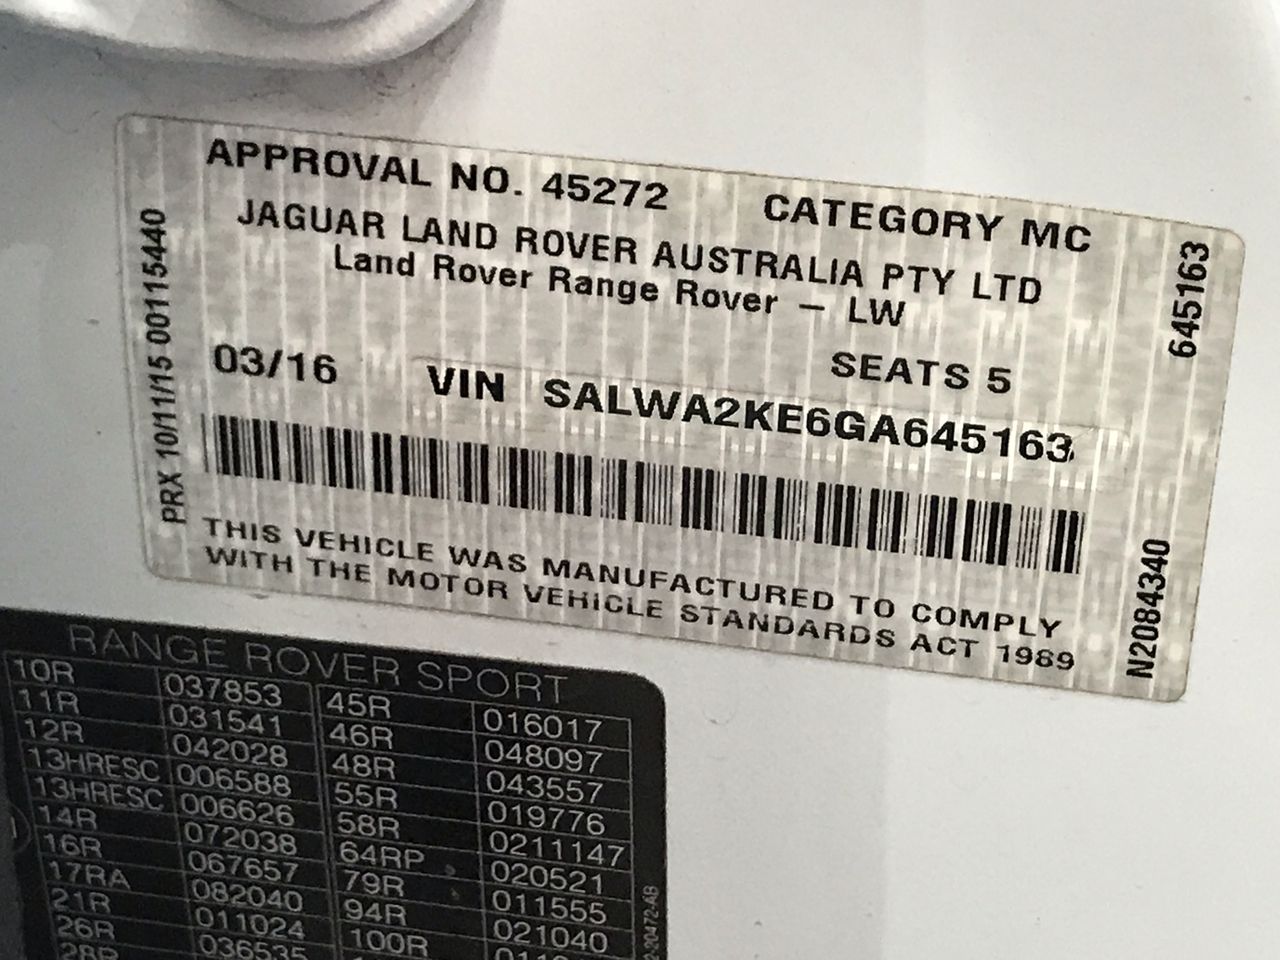 APPROVAL NO. 45272 CATEGORY MC
JAGUAR LAND ROVER AUSTRALIA PTY LTD
Land Rover Range Rover – LW
SEATS 5
03/16 VIN SALWA2KE6GA645163
THIS VEHICLE WAS MANUFACTURED TO COMPLY
WITH THE MOTOR VEHICLE STANDARDS ACT 1989
PRX 10/11/15 00115440
645163
N2084340
RANGE ROVER SPORT
10R 037853 45R 016017
11R 031541 46R 048097
12R 042028 48R 043557
13HRESC 006588 55R 019776
13HRESC 006626 58R 0211147
14R 072038 64RP 020521
16R 067657 79R 011555
17RA 082040 94R 021040
21R 011024 100R
26R 036535